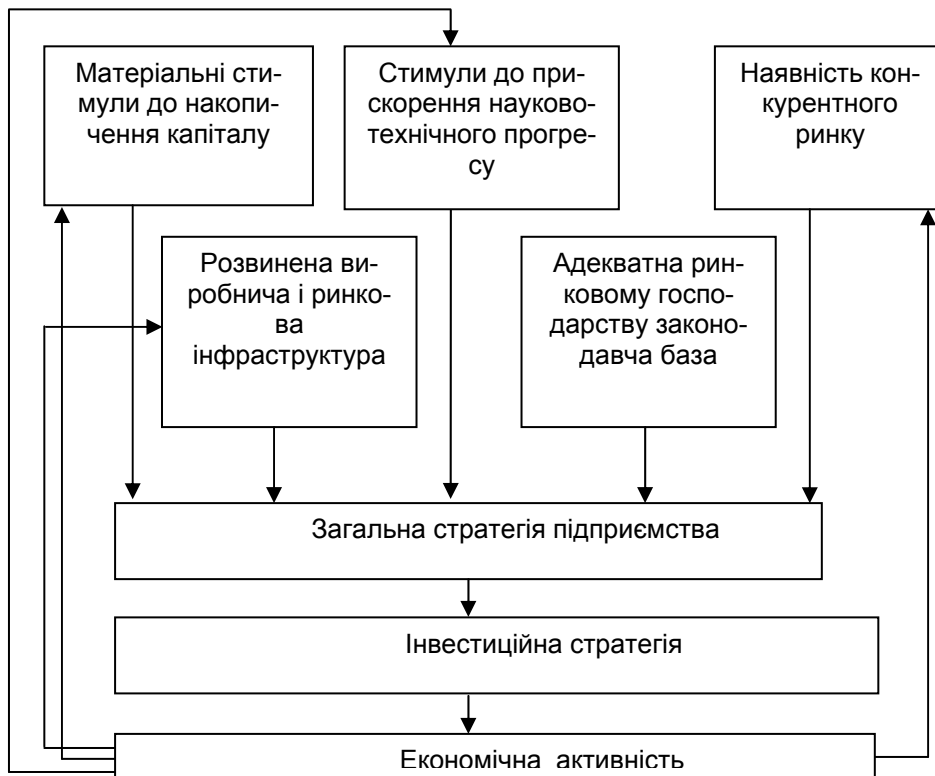 Матеріальні сти-
мули до накопи-
чення капіталу
Стимули до при-
скорення науково-
технічного прогре-
су
Наявність кон-
курентного
ринку
Розвинена ви-
робнича і ринко-
ва
інфраструктура
Адекватна рин-
ковому госпо-
дарству законо-
давча база
Загальна стратегія підприємства
Інвестиційна стратегія
Економічна активність